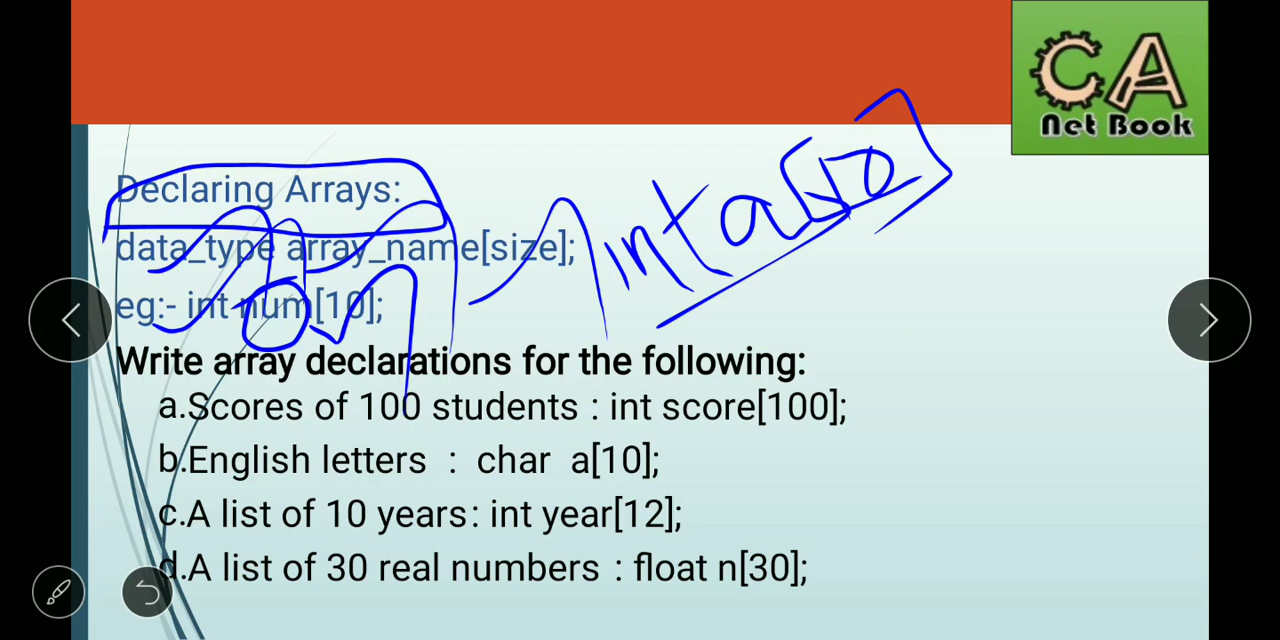 CA
Net Book
Declaring Arrays:
data_type array_name[size];
int a[10]
eg:- int num[10];
Write array declarations for the following:
a.Scores of 100 students : int score[100];
b.English letters : char a[10];
c.A list of 10 years: int year[12];
d.A list of 30 real numbers : float n[30];